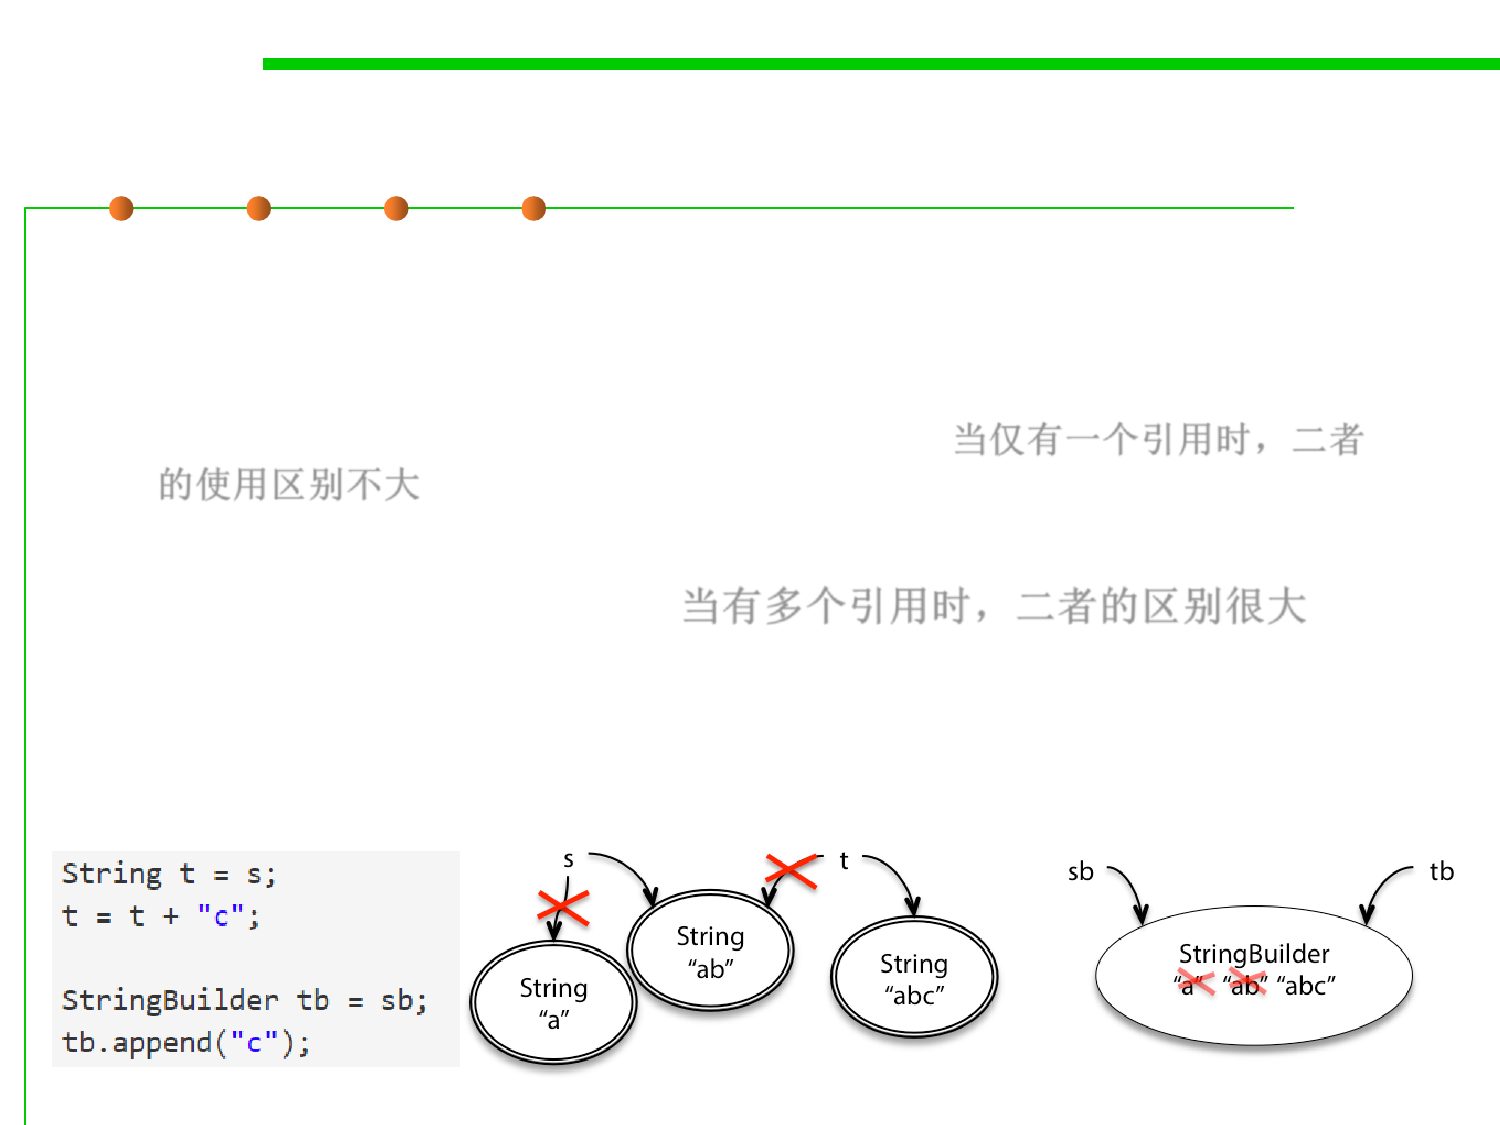 当仅有一个引用时，二者
的使用区别不大
当有多个引用时，二者的区别很大
String t = s;
t = t + "c";
StringBuilder tb = sb;
tb.append("c");
s
t
String
“ab”
String
“a”
String
“abc”
sb
tb
StringBuilder
“a” “ab” “abc”